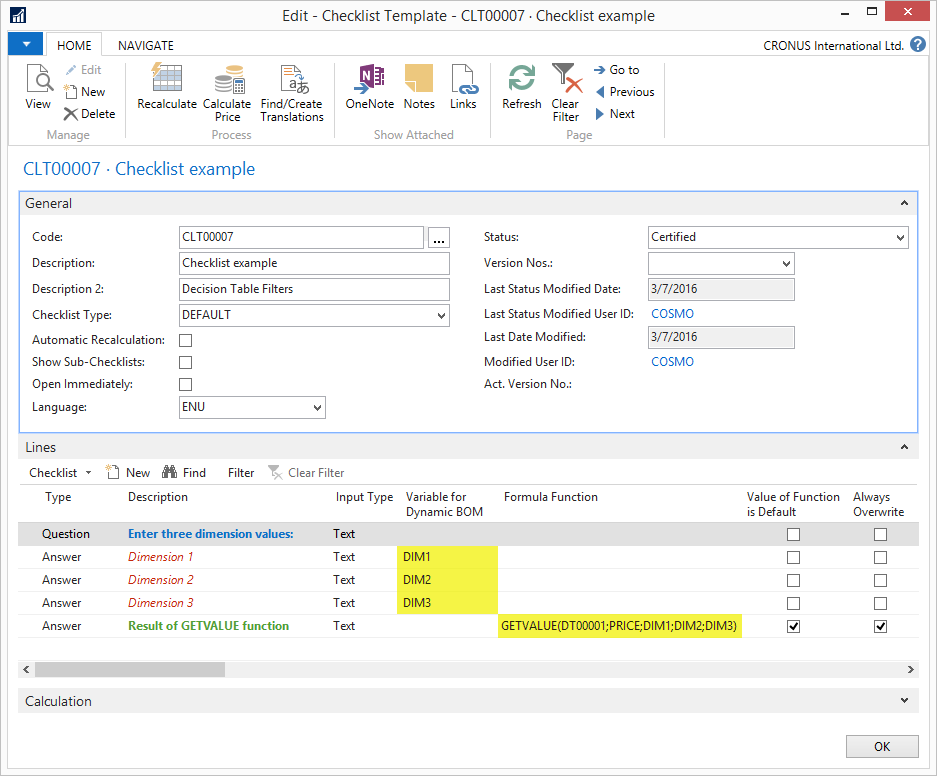 Edit - Checklist Template - CLT00007 · Checklist example
HOME NAVIGATE CRONUS International Ltd. ?
View Edit New Delete
Manage
Recalculate Calculate Price Find/Create Translations
Process
OneNote Notes Links
Show Attached
Refresh Clear Filter Go to Previous Next
Page
CLT00007 · Checklist example
General
Code: CLT00007 ...
Description: Checklist example
Description 2: Decision Table Filters
Checklist Type: DEFAULT
Automatic Recalculation:
Show Sub-Checklists:
Open Immediately:
Language: ENU
Status: Certified
Version Nos.:
Last Status Modified Date: 3/7/2016
Last Status Modified User ID: COSMO
Last Date Modified: 3/7/2016
Modified User ID: COSMO
Act. Version No.:
Lines
Checklist New Find Filter Clear Filter
Type Description Input Type Variable for Dynamic BOM Formula Function Value of Function is Default Always Overwrite
Question Enter three dimension values: Text
Answer Dimension 1 Text DIM1
Answer Dimension 2 Text DIM2
Answer Dimension 3 Text DIM3
Answer Result of GETVALUE function Text GETVALUE(DT00001;PRICE;DIM1;DIM2;DIM3)
Calculation
OK